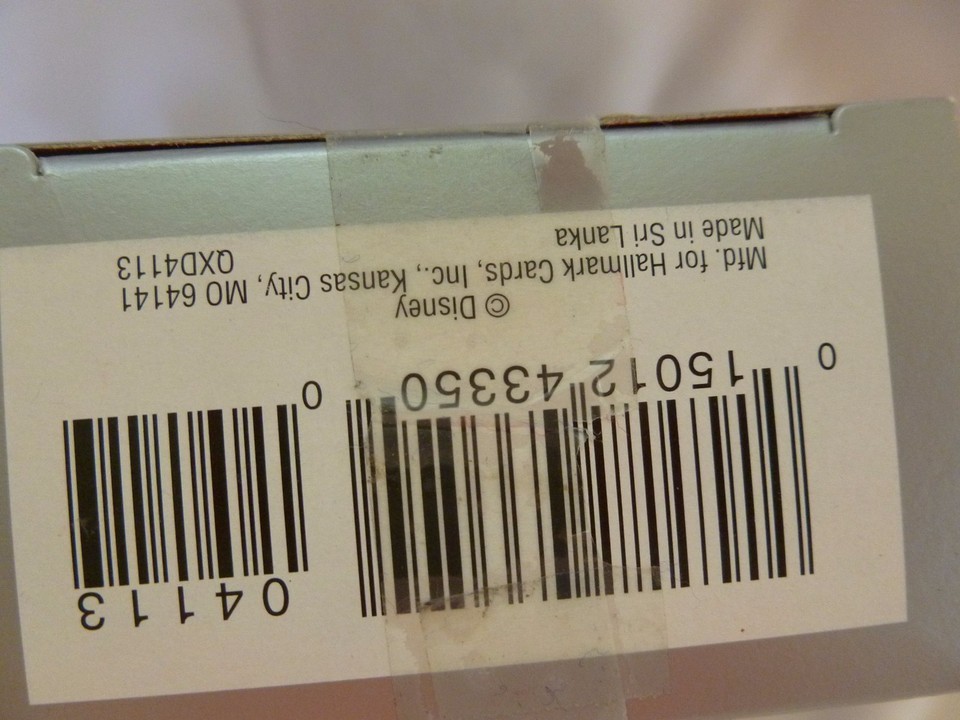 04113
0 15012 43350 0
© Disney
Mfd. for Hallmark Cards, Inc., Kansas City, MO 64141
Made in Sri Lanka QXD4113